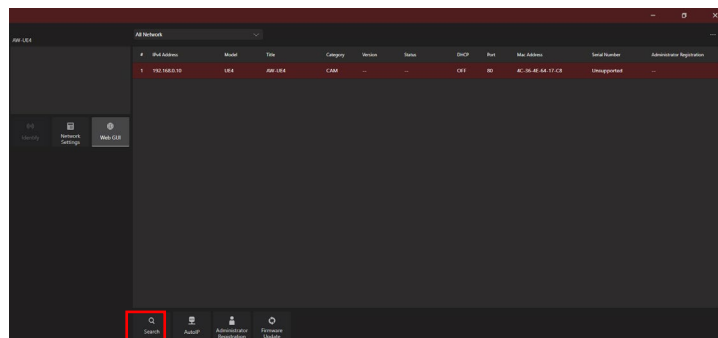 AW-UE4
All Network
# IPv4 Address Model Title Category Version Status DHCP Port Mac Address Serial Number Administrator Registration
1 192.168.0.10 UE4 AW-UE4 CAM -- -- OFF 80 4C-36-4E-64-17-C8 Unsupported --
Identify
Network Settings
Web GUI
Search
AutoIP
Administrator Registration
Firmware Update